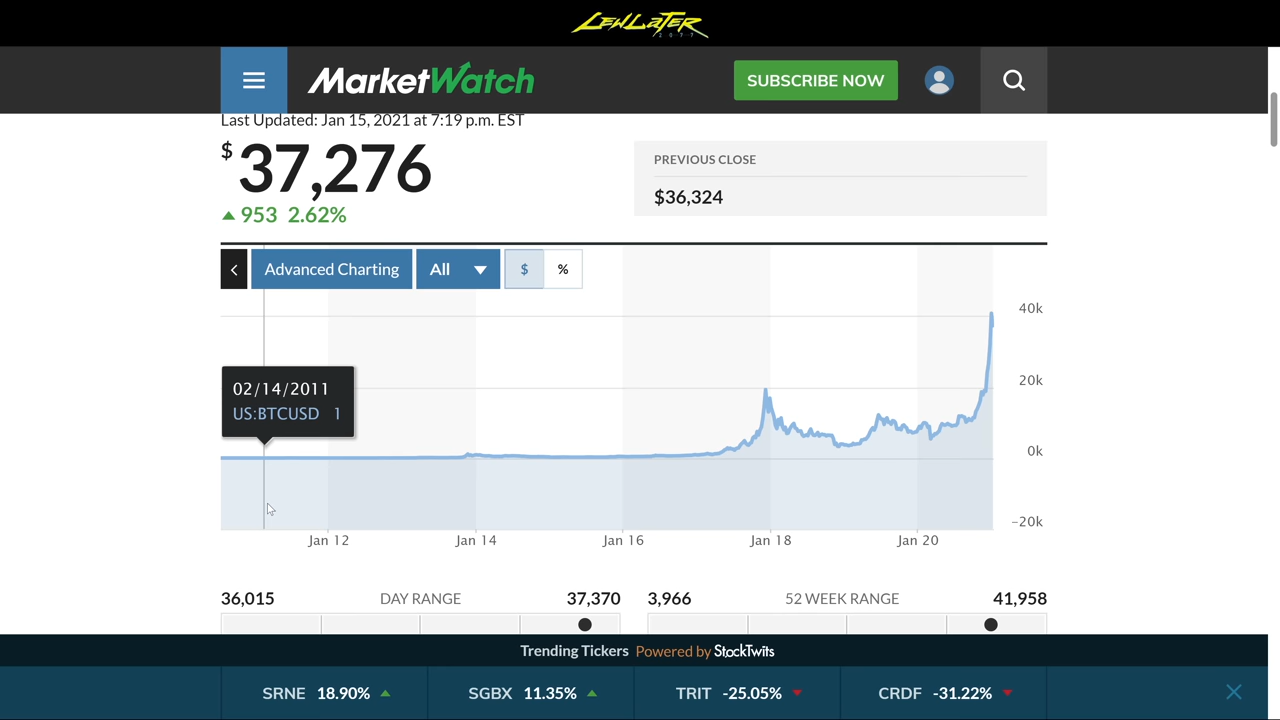 LEWLATER
2077
MarketWatch
SUBSCRIBE NOW
Last Updated: Jan 15, 2021 at 7:19 p.m. EST
$ 37,276
953 2.62%
PREVIOUS CLOSE
$36,324
Advanced Charting
All
$
%
02/14/2011
US:BTCUSD 1
40k
20k
0k
-20k
Jan 12 Jan 14 Jan 16 Jan 18 Jan 20
36,015 DAY RANGE 37,370
3,966 52 WEEK RANGE 41,958
Trending Tickers Powered by StockTwits
SRNE 18.90% SGBX 11.35% TRIT -25.05% CRDF -31.22%